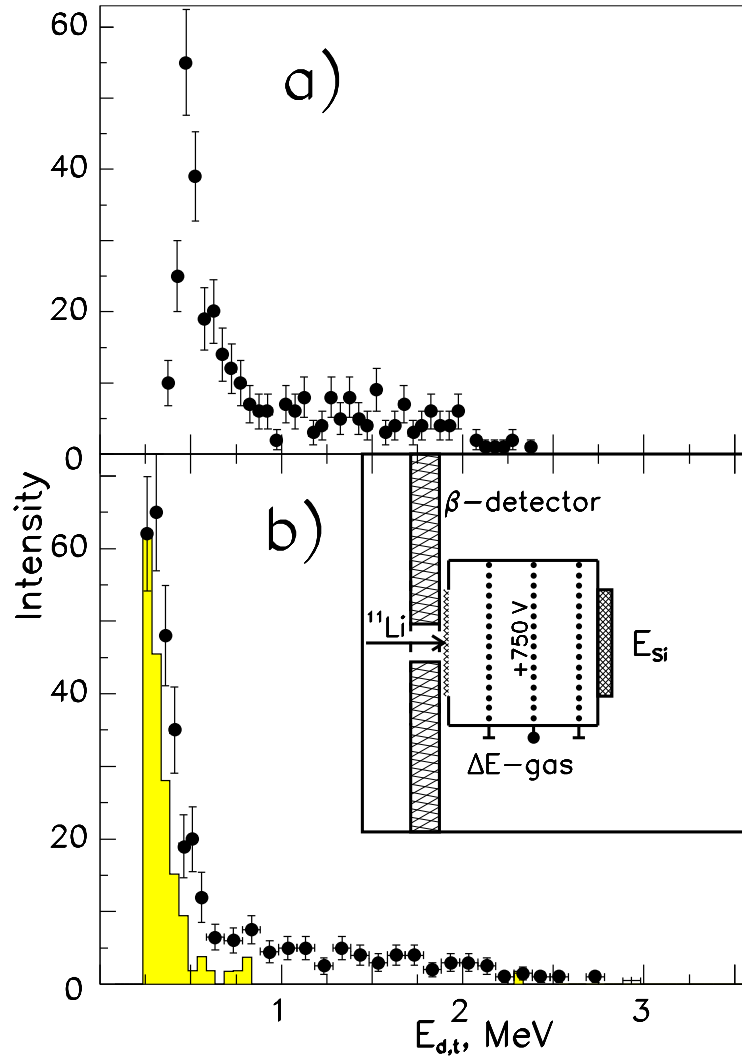 60
a)
40
20
0
Intensity
b)
β-detector
60
¹¹Li
+750 V
E_Si
40
ΔE-gas
20
0
1
2
3
E_d,t, MeV